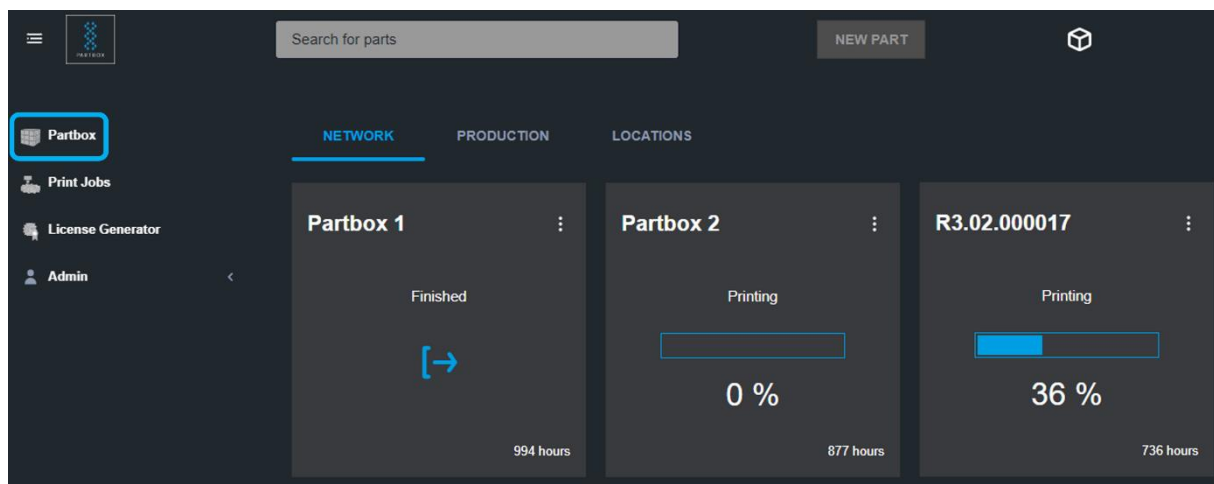 PARTBOX
Search for parts
NEW PART
Partbox
Print Jobs
License Generator
Admin
NETWORK PRODUCTION LOCATIONS
Partbox 1
Finished
994 hours
Partbox 2
Printing
0 %
877 hours
R3.02.000017
Printing
36 %
736 hours